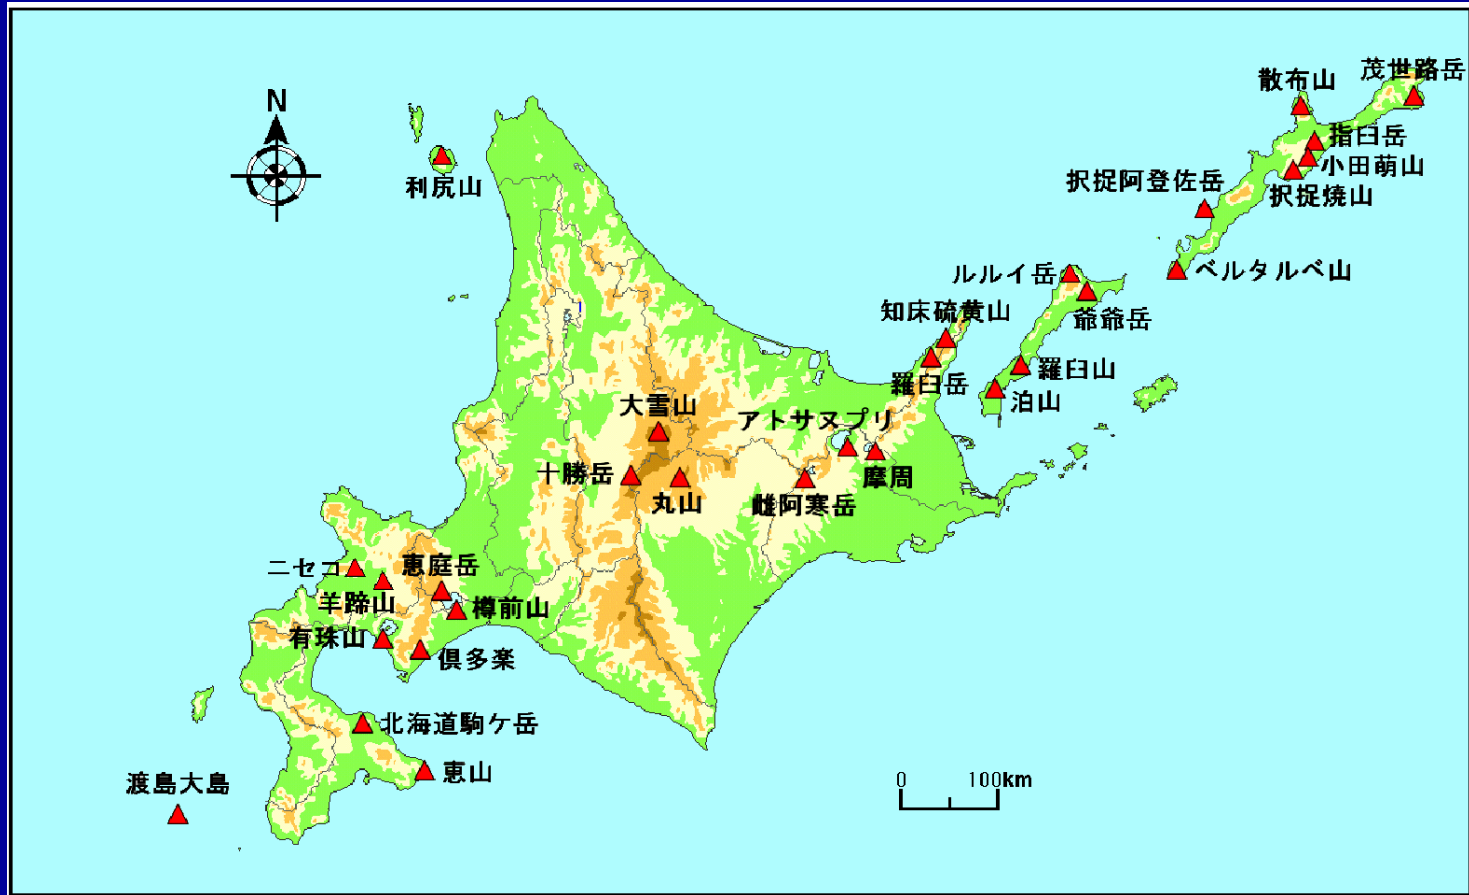 N
茂世路岳
散布山
指臼岳
小田萌山
択捉焼山
択捉阿登佐岳
ベルタルベ山
利尻山
ルルイ岳
爺爺岳
知床硫黄山
羅臼岳
羅臼山
泊山
大雪山
アトサヌプリ
十勝岳
丸山
雌阿寒岳
摩周
ニセコ
恵庭岳
羊蹄山
樽前山
有珠山
倶多楽
北海道駒ケ岳
恵山
渡島大島
0 100km